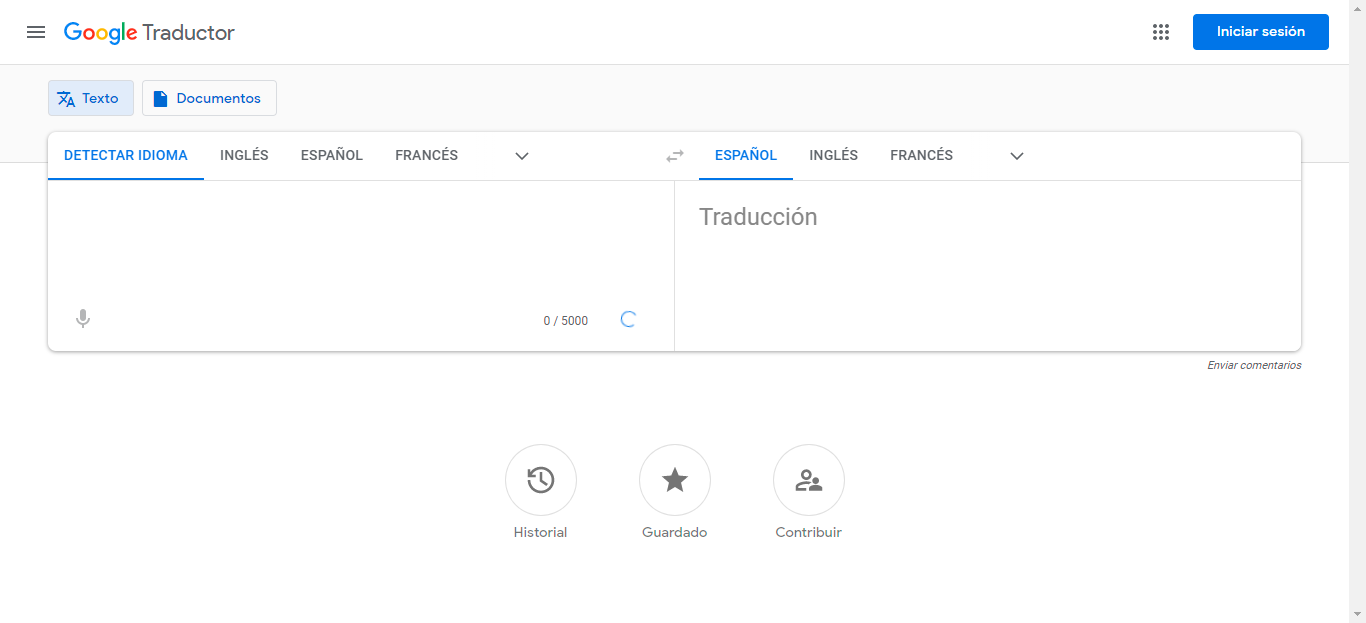 Google Traductor
Iniciar sesión
Texto
Documentos
DETECTAR IDIOMA
INGLÉS
ESPAÑOL
FRANCÉS
ESPAÑOL
INGLÉS
FRANCÉS
Traducción
0 / 5000
Enviar comentarios
Historial
Guardado
Contribuir